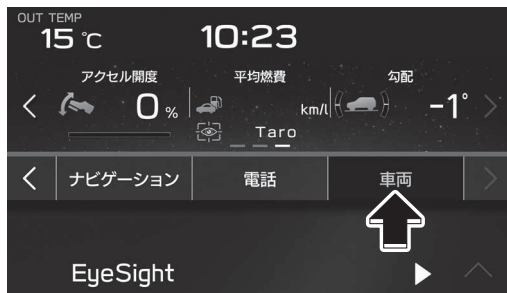 OUT TEMP
15 ℃ 10:23
アクセル開度 平均燃費 勾配
0 % km/l -1°
Taro
ナビゲーション 電話 車両
EyeSight